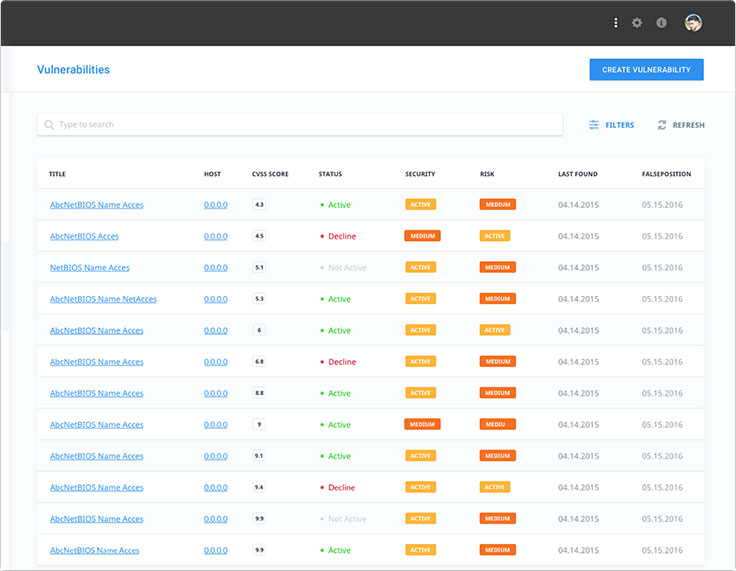 Vulnerabilities CREATE VULNERABILITY
Type to search FILTERS REFRESH
TITLE HOST CVSS SCORE STATUS SECURITY RISK LAST FOUND FALSEPOSITION
AbcNetBIOS Name Acces 0.0.0.0 4.3 Active ACTIVE MEDIUM 04.14.2015 05.15.2016
AbcNetBIOS Acces 0.0.0.0 4.5 Decline MEDIUM ACTIVE 04.14.2015 05.15.2016
NetBIOS Name Acces 0.0.0.0 5.1 Not Active ACTIVE MEDIUM 04.14.2015 05.15.2016
AbcNetBIOS Name NetAcces 0.0.0.0 5.3 Active ACTIVE MEDIUM 04.14.2015 05.15.2016
AbcNetBIOS Name Acces 0.0.0.0 6 Active ACTIVE ACTIVE 04.14.2015 05.15.2016
AbcNetBIOS Name Acces 0.0.0.0 6.8 Decline ACTIVE MEDIUM 04.14.2015 05.15.2016
AbcNetBIOS Name Acces 0.0.0.0 8.8 Active ACTIVE MEDIUM 04.14.2015 05.15.2016
AbcNetBIOS Name Acces 0.0.0.0 9 Active MEDIUM MEDIU 04.14.2015 05.15.2016
AbcNetBIOS Name Acces 0.0.0.0 9.1 Active ACTIVE MEDIUM 04.14.2015 05.15.2016
AbcNetBIOS Name Acces 0.0.0.0 9.4 Decline ACTIVE ACTIVE 04.14.2015 05.15.2016
AbcNetBIOS Name Acces 0.0.0.0 9.9 Not Active ACTIVE MEDIUM 04.14.2015 05.15.2016
AbcNetBIOS Name Acces 0.0.0.0 9.9 Active ACTIVE MEDIUM 04.14.2015 05.15.2016